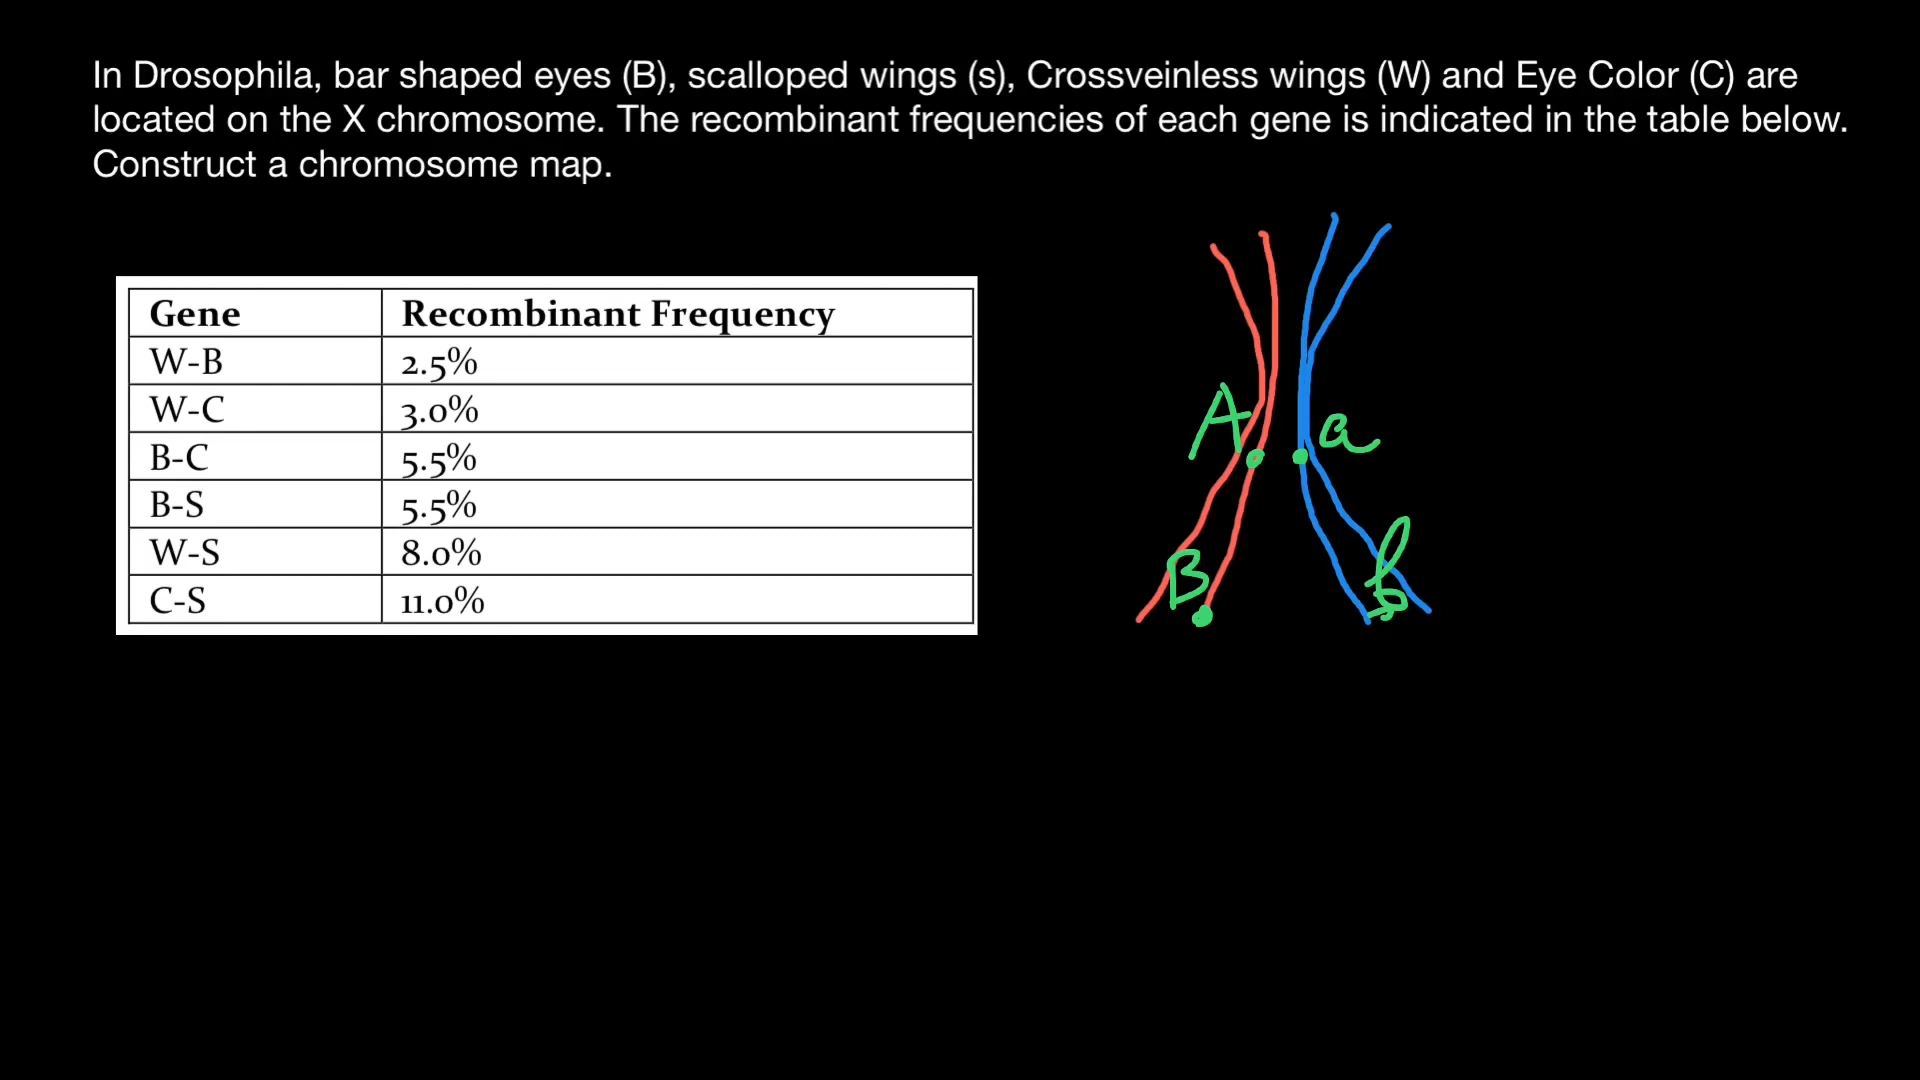 In Drosophila, bar shaped eyes (B), scalloped wings (s), Crossveinless wings (W) and Eye Color (C) are
located on the X chromosome. The recombinant frequencies of each gene is indicated in the table below.
Construct a chromosome map.
Gene Recombinant Frequency
W-B 2.5%
W-C 3.0%
B-C 5.5%
B-S 5.5%
W-S 8.0%
C-S 11.0%
A a
B b